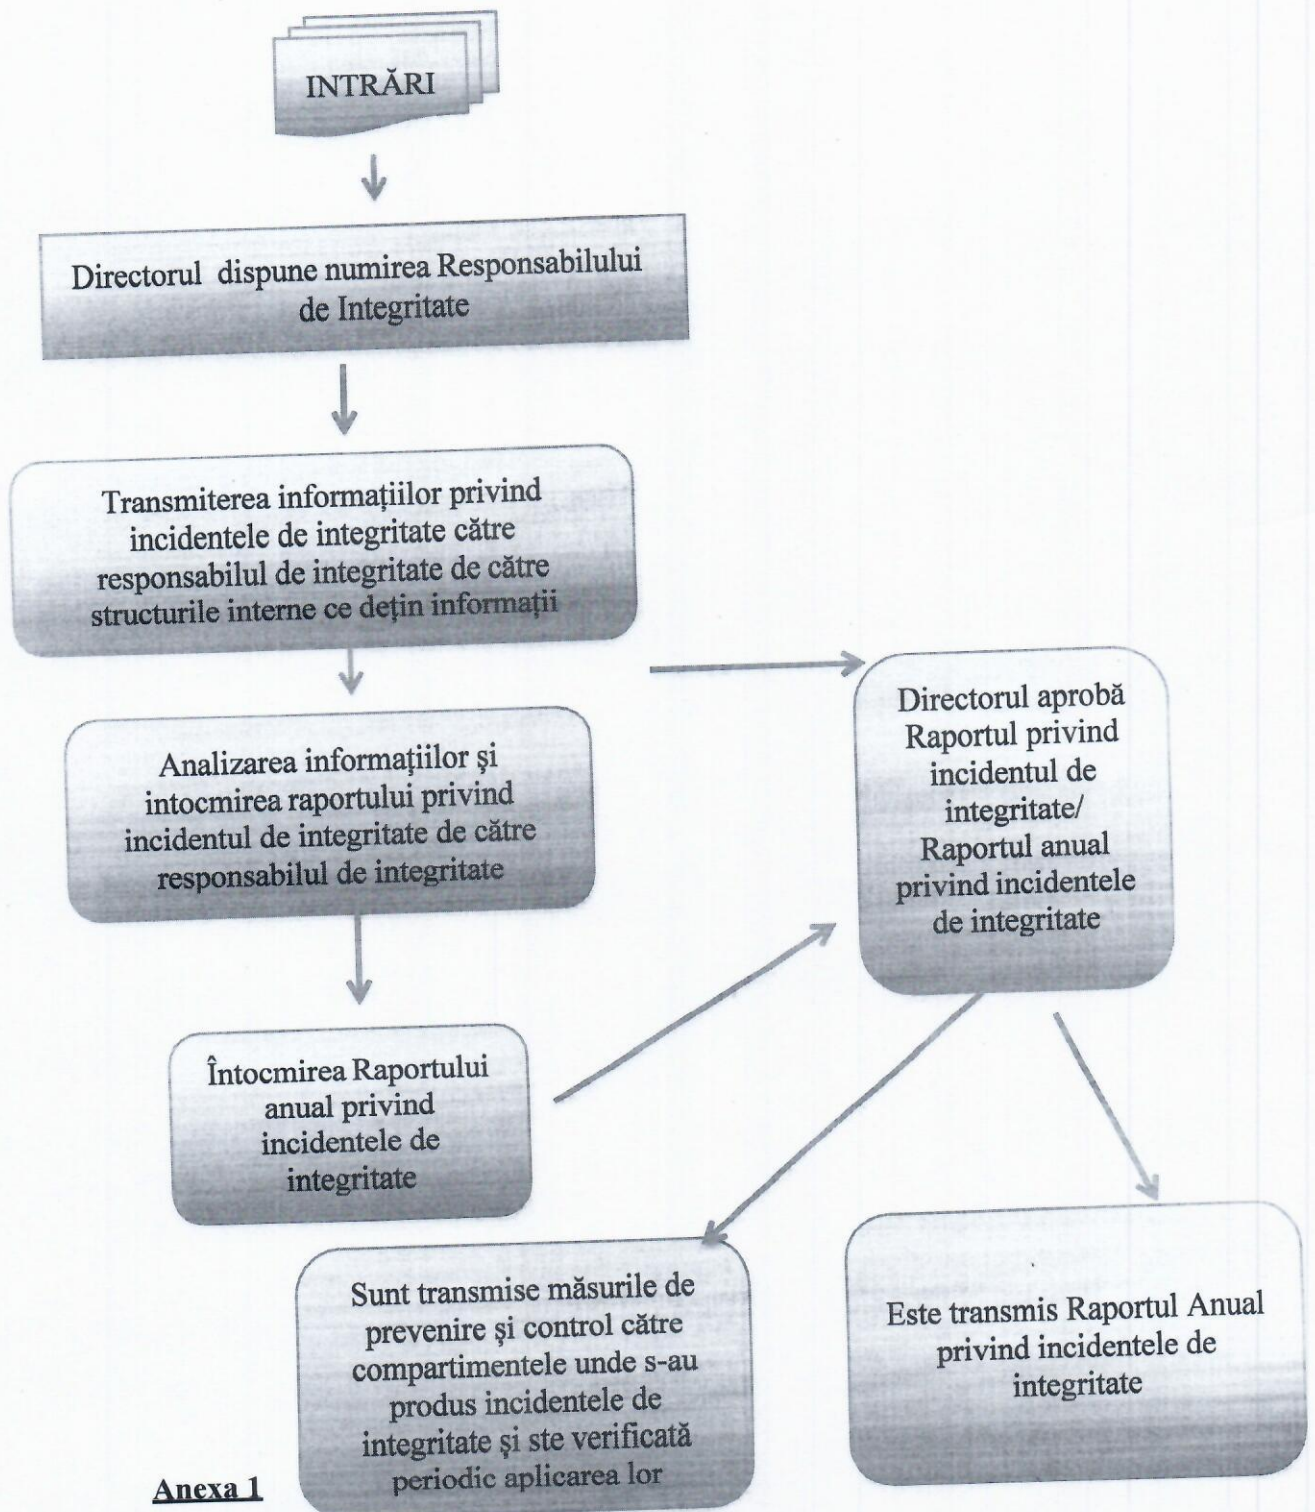 INTRĂRI
Directorul dispune numirea Responsabilului
de Integritate
Transmiterea informațiilor privind
incidentele de integritate către
responsabilul de integritate de către
structurile interne ce dețin informații
Analizarea informațiilor și
intocmirea raportului privind
incidentul de integritate de către
responsabilul de integritate
Directorul aprobă
Raportul privind
incidentul de
integritate/
Raportul anual
privind incidentele
de integritate
Întocmirea Raportului
anual privind
incidentele de
integritate
Sunt transmise măsurile de
prevenire și control către
compartimentele unde s-au
produs incidentele de
integritate și ste verificată
periodic aplicarea lor
Este transmis Raportul Anual
privind incidentele de
integritate
Anexa 1